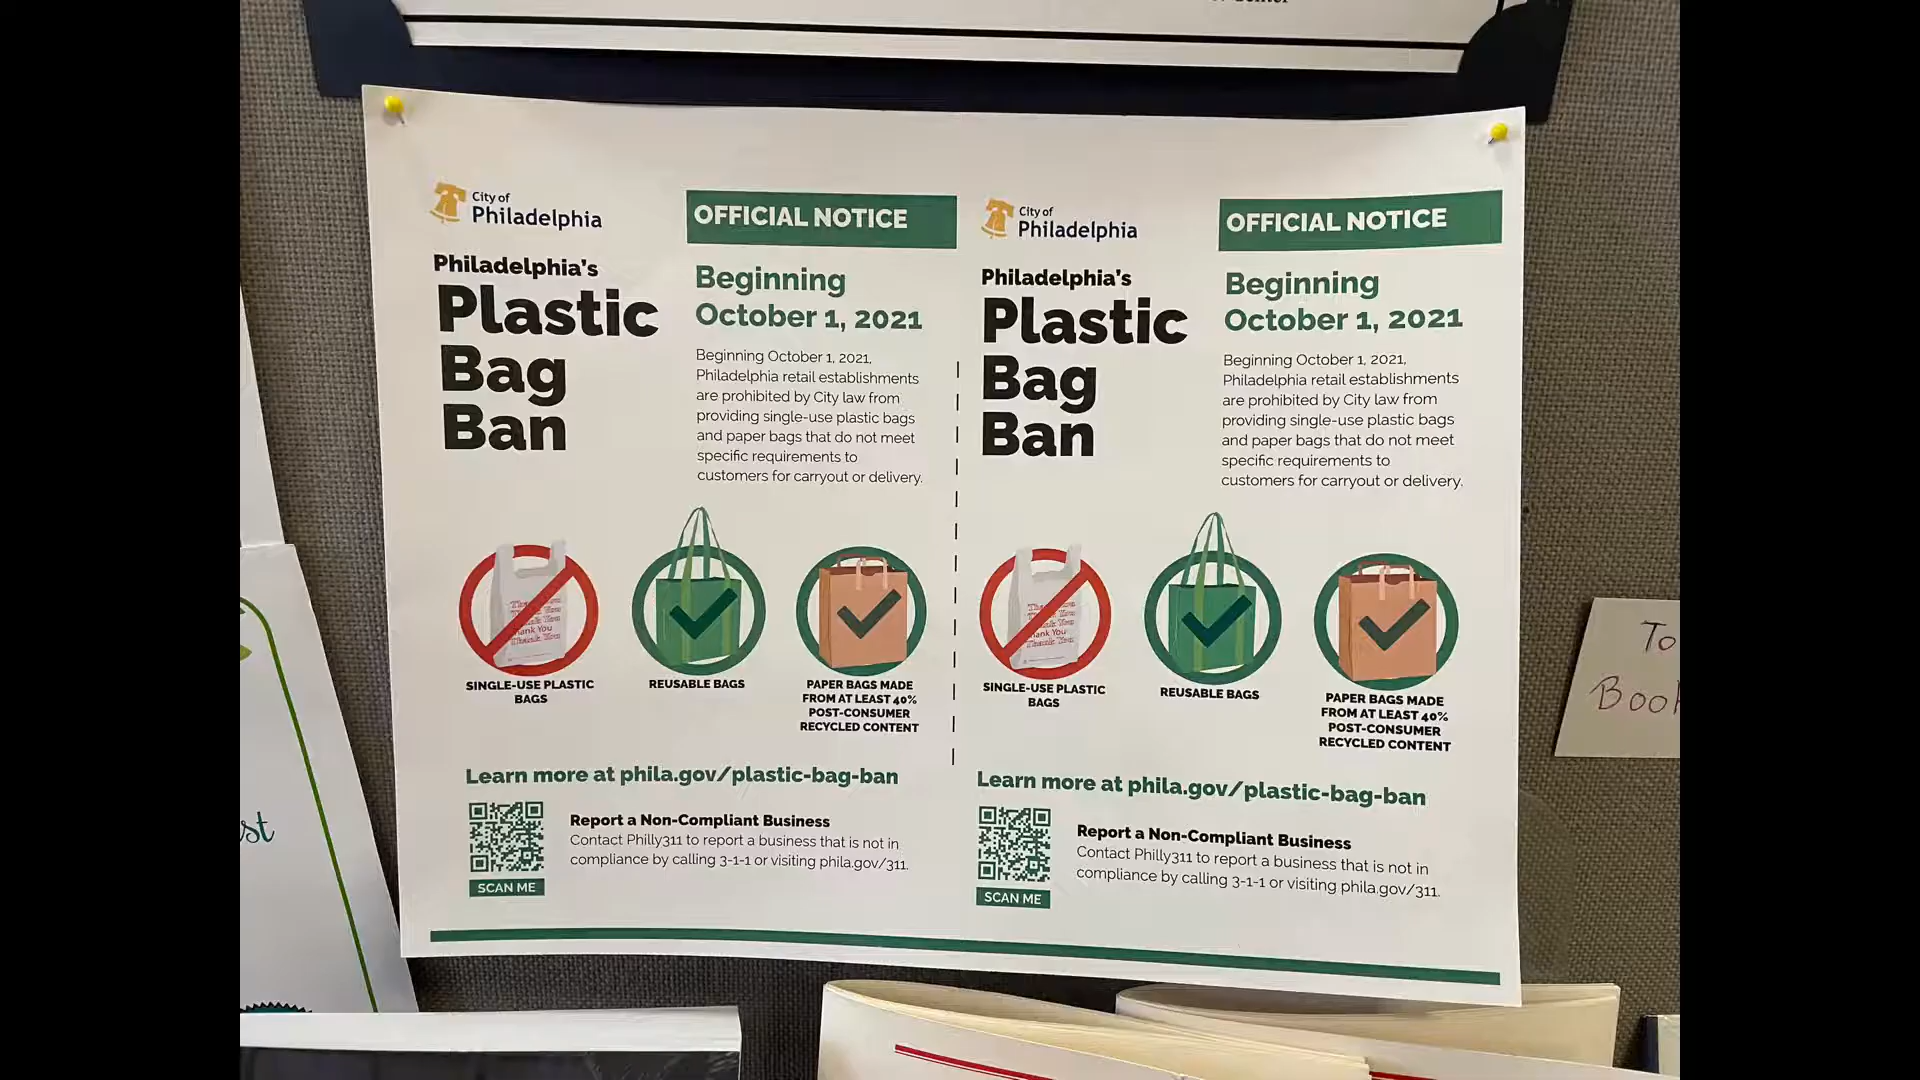 City of
Philadelphia
OFFICIAL NOTICE
Philadelphia's
Plastic
Bag
Ban
Beginning
October 1, 2021
Beginning October 1, 2021,
Philadelphia retail establishments
are prohibited by City law from
providing single-use plastic bags
and paper bags that do not meet
specific requirements to
customers for carryout or delivery.
Thank You
Thank You
SINGLE-USE PLASTIC
BAGS
REUSABLE BAGS
PAPER BAGS MADE
FROM AT LEAST 40%
POST-CONSUMER
RECYCLED CONTENT
Learn more at phila.gov/plastic-bag-ban
SCAN ME
Report a Non-Compliant Business
Contact Philly311 to report a business that is not in
compliance by calling 3-1-1 or visiting phila.gov/311.
City of
Philadelphia
OFFICIAL NOTICE
Philadelphia's
Plastic
Bag
Ban
Beginning
October 1, 2021
Beginning October 1, 2021,
Philadelphia retail establishments
are prohibited by City law from
providing single-use plastic bags
and paper bags that do not meet
specific requirements to
customers for carryout or delivery.
Thank You
Thank You
SINGLE-USE PLASTIC
BAGS
REUSABLE BAGS
PAPER BAGS MADE
FROM AT LEAST 40%
POST-CONSUMER
RECYCLED CONTENT
Learn more at phila.gov/plastic-bag-ban
SCAN ME
Report a Non-Compliant Business
Contact Philly311 to report a business that is not in
compliance by calling 3-1-1 or visiting phila.gov/311.
To